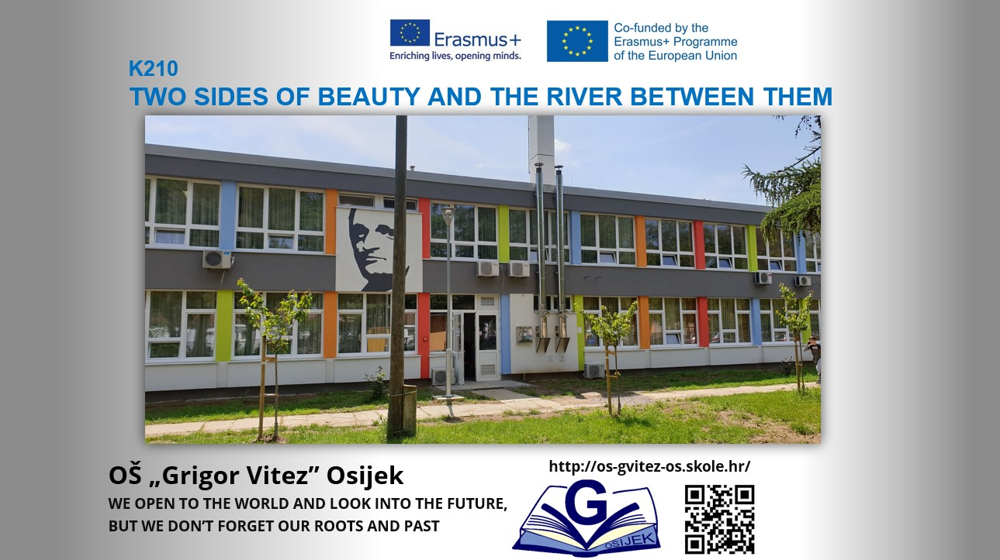 Erasmus+
Enriching lives, opening minds.
Co-funded by the
Erasmus+ Programme
of the European Union
K210
TWO SIDES OF BEAUTY AND THE RIVER BETWEEN THEM
OŠ „Grigor Vitez” Osijek
WE OPEN TO THE WORLD AND LOOK INTO THE FUTURE,
BUT WE DON’T FORGET OUR ROOTS AND PAST
http://os-gvitez-os.skole.hr/
G
OSIJEK